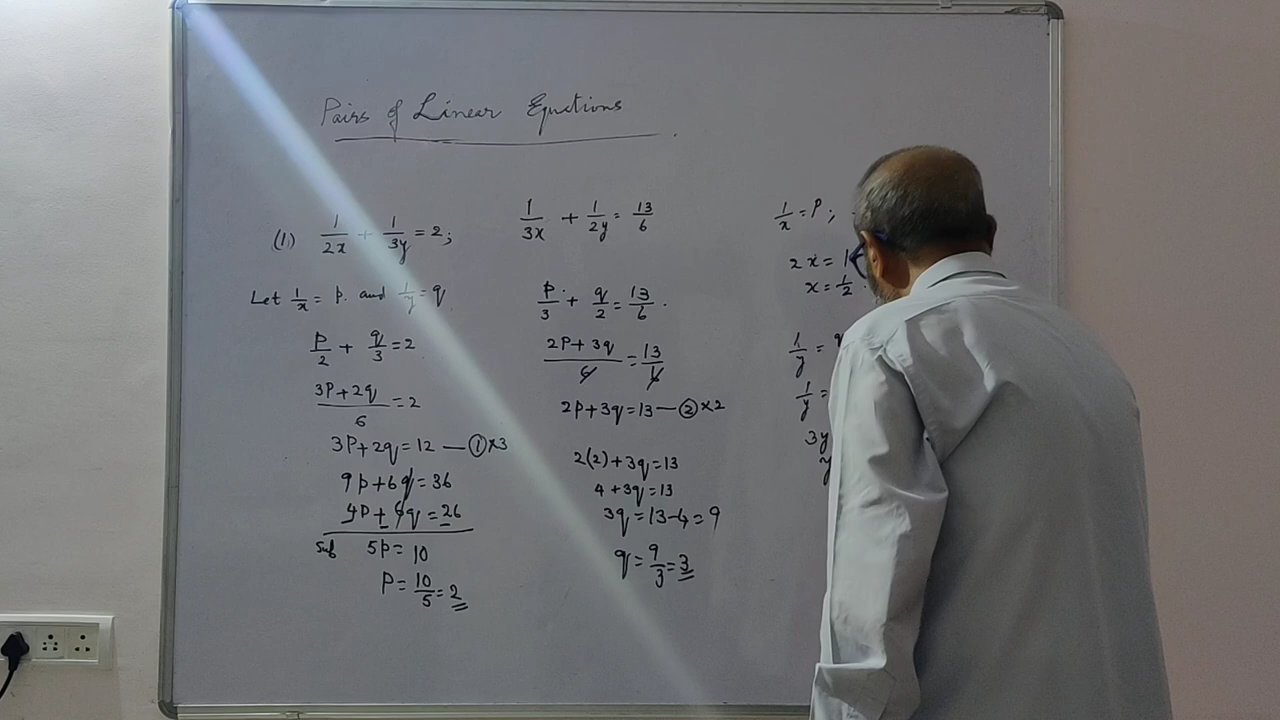 Pairs of Linear Equations
(1) 1/2x + 1/3y = 2;
Let 1/x = p. and 1/y = q
p/2 + q/3 = 2
3P+2q/6 = 2
3P+2q = 12 — ① x3
9p+6q = 36
4P+6q = 26
Sub 5P = 10
P = 10/5 = 2
1/3x + 1/2y = 13/6
p/3 + q/2 = 13/6.
2P+3q/6 = 13/6
2P+3q = 13 — ② x2
2(2)+3q = 13
4+3q = 13
3q = 13-4 = 9
q = 9/3 = 3
1/x = P;
2x = 1
x = 1/2.
1/y =
1/y =
3y
y